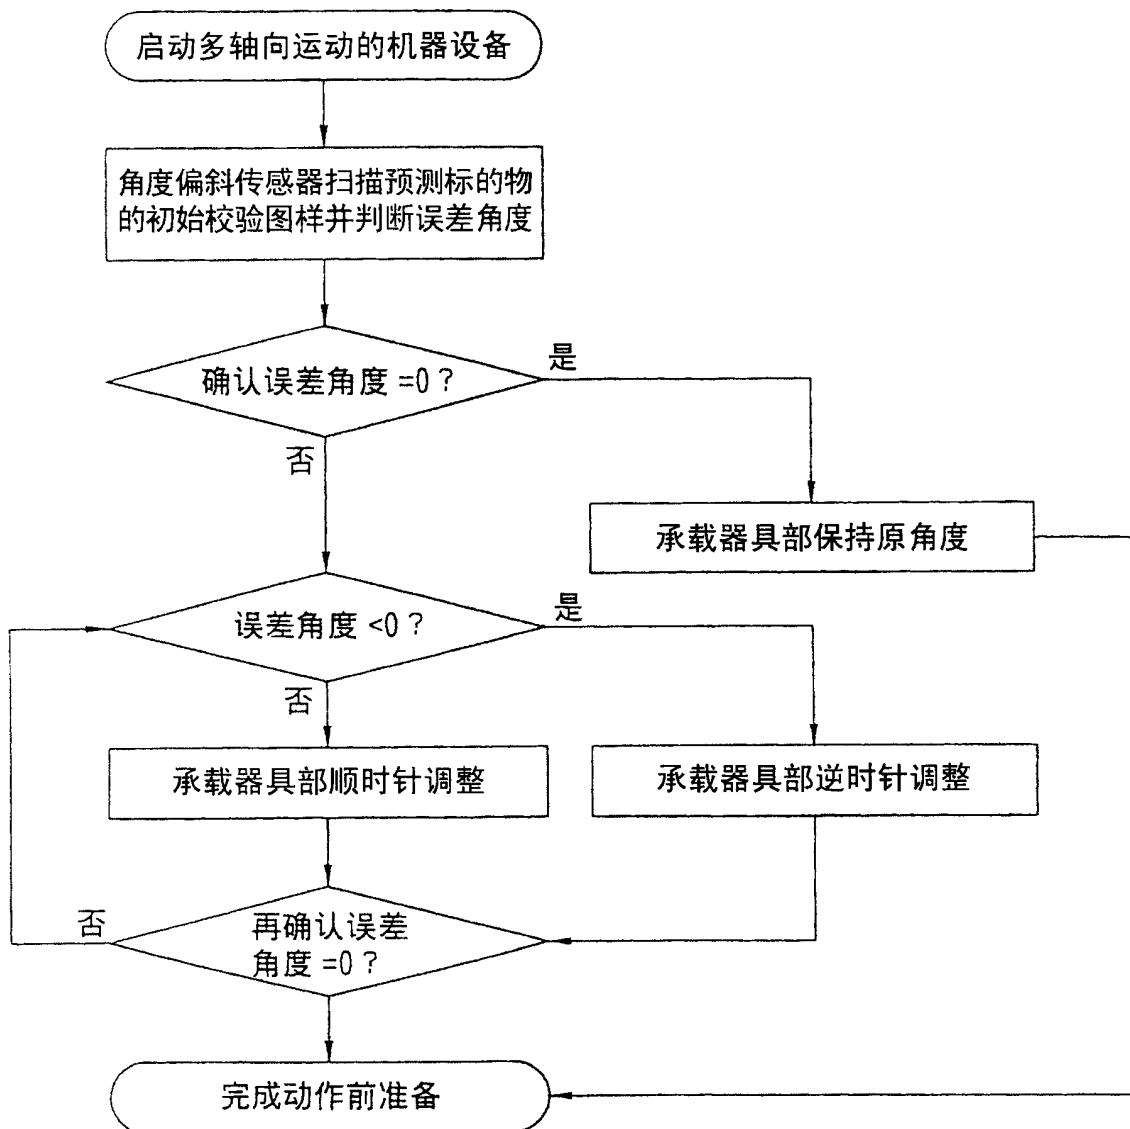 启动多轴向运动的机器设备
角度偏斜传感器扫描预测标的物
的初始校验图样并判断误差角度
确认误差角度 =0？
是
否
承载器具部保持原角度
误差角度 <0？
是
否
承载器具部顺时针调整
承载器具部逆时针调整
再确认误差
角度 =0？
否
完成动作前准备